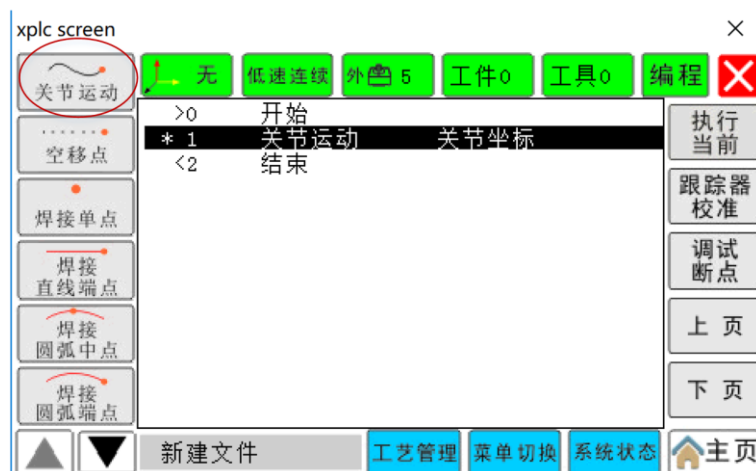 xplc screen
关节运动
无
低速连续
外 5
工件0
工具0
编程
空移点
焊接单点
焊接
直线端点
焊接
圆弧中点
焊接
圆弧端点
>0 开始
* 1 关节运动 关节坐标
<2 结束
执行
当前
跟踪器
校准
调试
断点
上 页
下 页
新建文件
工艺管理
菜单切换
系统状态
主页